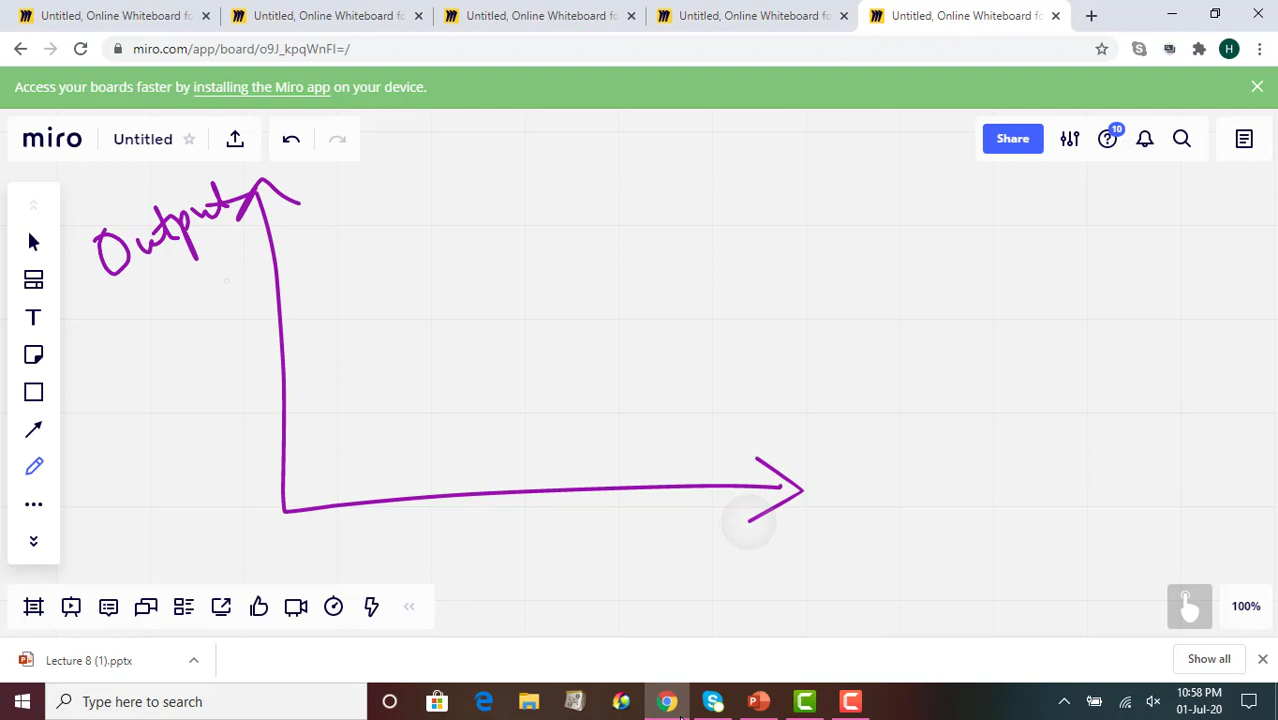 Untitled, Online Whiteboard fo
Untitled, Online Whiteboard fo
Untitled, Online Whiteboard fo
Untitled, Online Whiteboard fo
Untitled, Online Whiteboard fo
miro.com/app/board/o9J_kpqWnFI=/
H
Access your boards faster by installing the Miro app on your device.
miro
Untitled
Share
10
Output
T
100%
Lecture 8 (1).pptx
Show all
Type here to search
10:58 PM
01-Jul-20